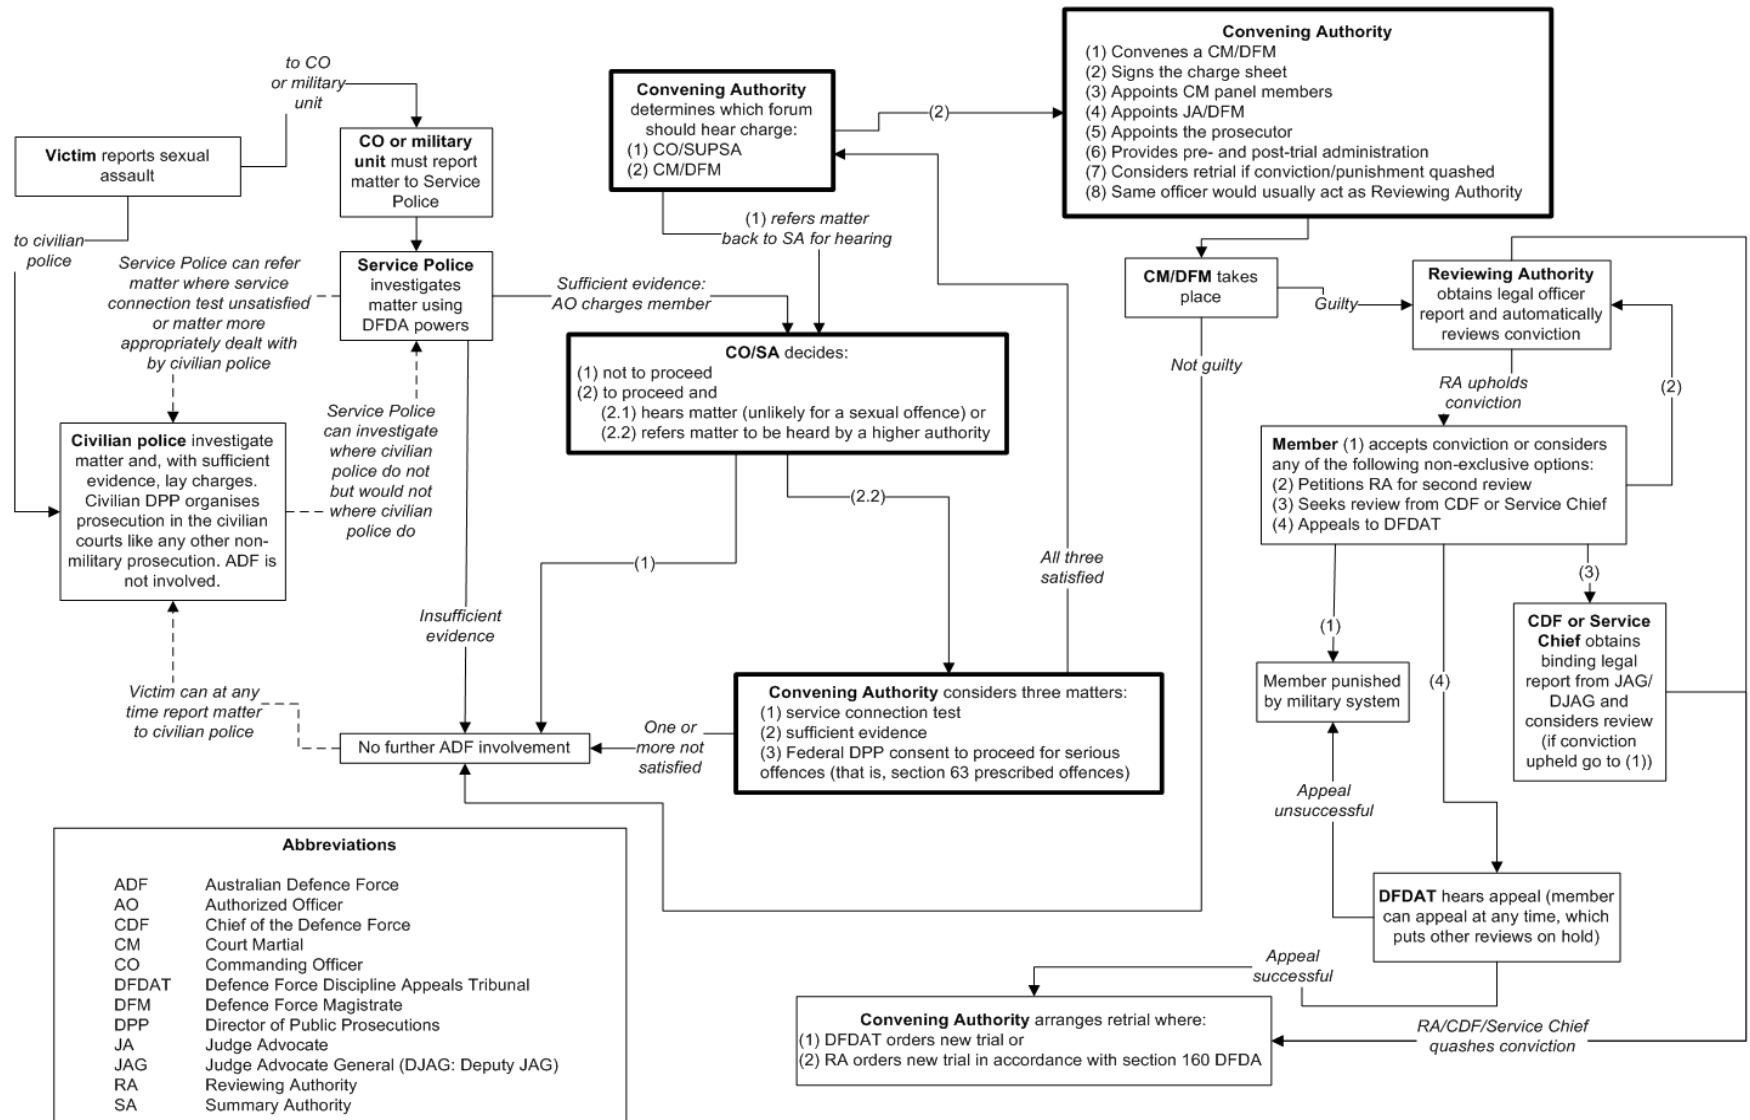 to CO
or military
unit
Victim reports sexual
assault
to civilian
police
CO or military
unit must report
matter to Service
Police
Service Police can refer
matter where service
connection test unsatisfied
or matter more
appropriately dealt with
by civilian police
Service Police
investigates
matter using
DFDA powers
Sufficient evidence:
AO charges member
Civilian police investigate
matter and, with sufficient
evidence, lay charges.
Civilian DPP organises
prosecution in the civilian
courts like any other non-
military prosecution. ADF is
not involved.
Service Police
can investigate
where civilian
police do not
but would not
where civilian
police do
Insufficient
evidence
Victim can at any
time report matter
to civilian police
No further ADF involvement
Convening Authority
determines which forum
should hear charge:
(1) CO/SUPSA
(2) CM/DFM
(2)
(1) refers matter
back to SA for hearing
CO/SA decides:
(1) not to proceed
(2) to proceed and
(2.1) hears matter (unlikely for a sexual offence) or
(2.2) refers matter to be heard by a higher authority
(1)
(2.2)
All three
satisfied
Convening Authority considers three matters:
(1) service connection test
(2) sufficient evidence
(3) Federal DPP consent to proceed for serious
offences (that is, section 63 prescribed offences)
One or
more not
satisfied
Convening Authority
(1) Convenes a CM/DFM
(2) Signs the charge sheet
(3) Appoints CM panel members
(4) Appoints JA/DFM
(5) Appoints the prosecutor
(6) Provides pre- and post-trial administration
(7) Considers retrial if conviction/punishment quashed
(8) Same officer would usually act as Reviewing Authority
CM/DFM takes
place
Guilty
Not guilty
Reviewing Authority
obtains legal officer
report and automatically
reviews conviction
RA upholds
conviction
(2)
Member (1) accepts conviction or considers
any of the following non-exclusive options:
(2) Petitions RA for second review
(3) Seeks review from CDF or Service Chief
(4) Appeals to DFDAT
(1)
(4)
(3)
Member punished
by military system
CDF or Service
Chief obtains
binding legal
report from JAG/
DJAG and
considers review
(if conviction
upheld go to (1))
Appeal
unsuccessful
DFDAT hears appeal (member
can appeal at any time, which
puts other reviews on hold)
Appeal
successful
Convening Authority arranges retrial where:
(1) DFDAT orders new trial or
(2) RA orders new trial in accordance with section 160 DFDA
RA/CDF/Service Chief
quashes conviction
Abbreviations
ADF Australian Defence Force
AO Authorized Officer
CDF Chief of the Defence Force
CM Court Martial
CO Commanding Officer
DFDAT Defence Force Discipline Appeals Tribunal
DFM Defence Force Magistrate
DPP Director of Public Prosecutions
JA Judge Advocate
JAG Judge Advocate General (DJAG: Deputy JAG)
RA Reviewing Authority
SA Summary Authority